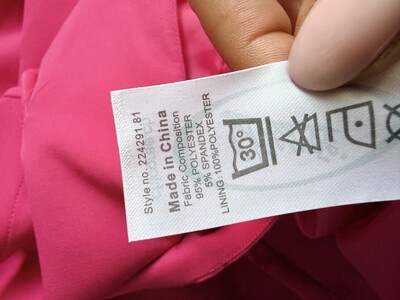 Style no. 224291.81
Made in China
Fabric Composition
95% POLYESTER
5% SPANDEX
LINING:100%POLYESTER
30°